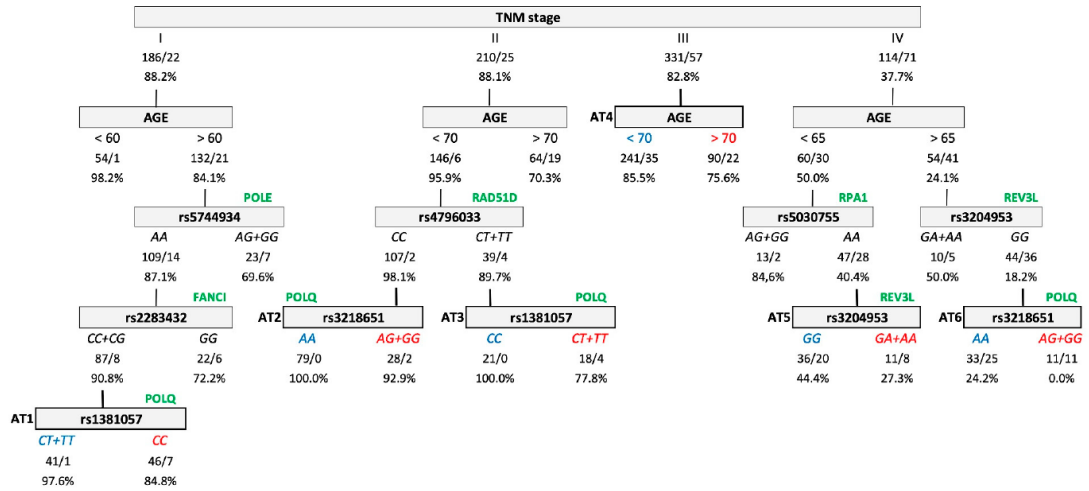 TNM stage
I II III IV
186/22 210/25 331/57 114/71
88.2% 88.1% 82.8% 37.7%
AGE AGE AT4 AGE AGE
< 60 > 60 < 70 > 70 < 70 > 70 < 65 > 65
54/1 132/21 146/6 64/19 241/35 90/22 60/30 54/41
98.2% 84.1% 95.9% 70.3% 85.5% 75.6% 50.0% 24.1%
POLE RAD51D RPA1 REV3L
rs5744934 rs4796033 rs5030755 rs3204953
AA AG+GG CC CT+TT AG+GG AA GA+AA GG
109/14 23/7 107/2 39/4 13/2 47/28 10/5 44/36
87.1% 69.6% 98.1% 89.7% 84,6% 40.4% 50.0% 18.2%
FANCI POLQ POLQ REV3L POLQ
rs2283432 AT2 rs3218651 AT3 rs1381057 AT5 rs3204953 AT6 rs3218651
CC+CG GG AA AG+GG CC CT+TT GG GA+AA AA AG+GG
87/8 22/6 79/0 28/2 21/0 18/4 36/20 11/8 33/25 11/11
90.8% 72.2% 100.0% 92.9% 100.0% 77.8% 44.4% 27.3% 24.2% 0.0%
POLQ
AT1 rs1381057
CT+TT CC
41/1 46/7
97.6% 84.8%